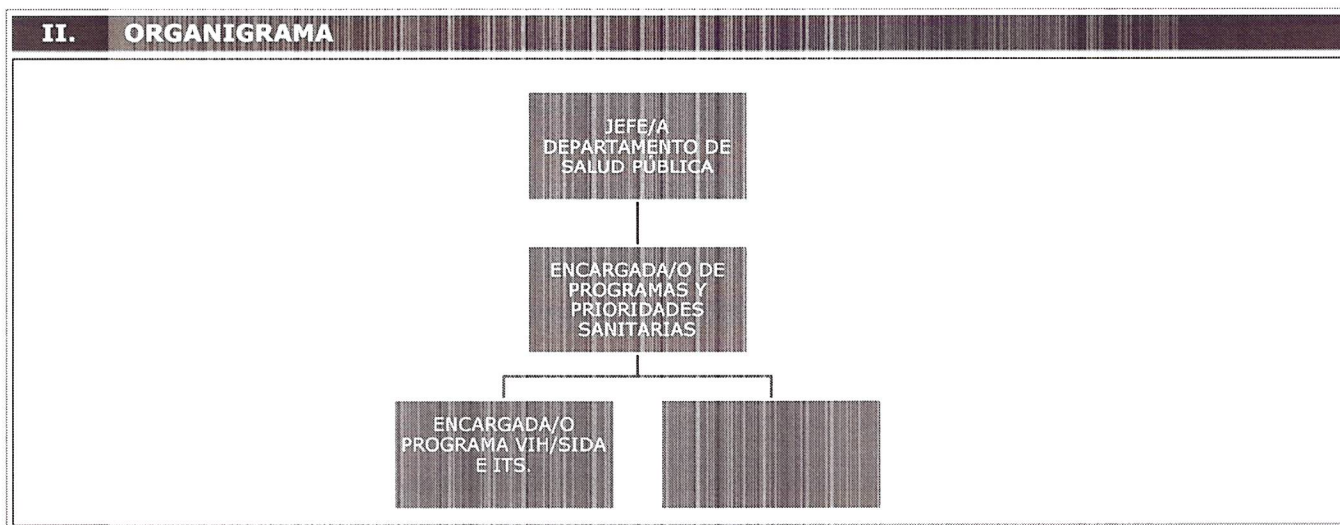 II. ORGANIGRAMA
JEFE/A
DEPARTAMENTO DE
SALUD PÚBLICA
ENCARGADA/O DE
PROGRAMAS Y
PRIORIDADES
SANITARIAS
ENCARGADA/O
PROGRAMA VIH/SIDA
E ITS.